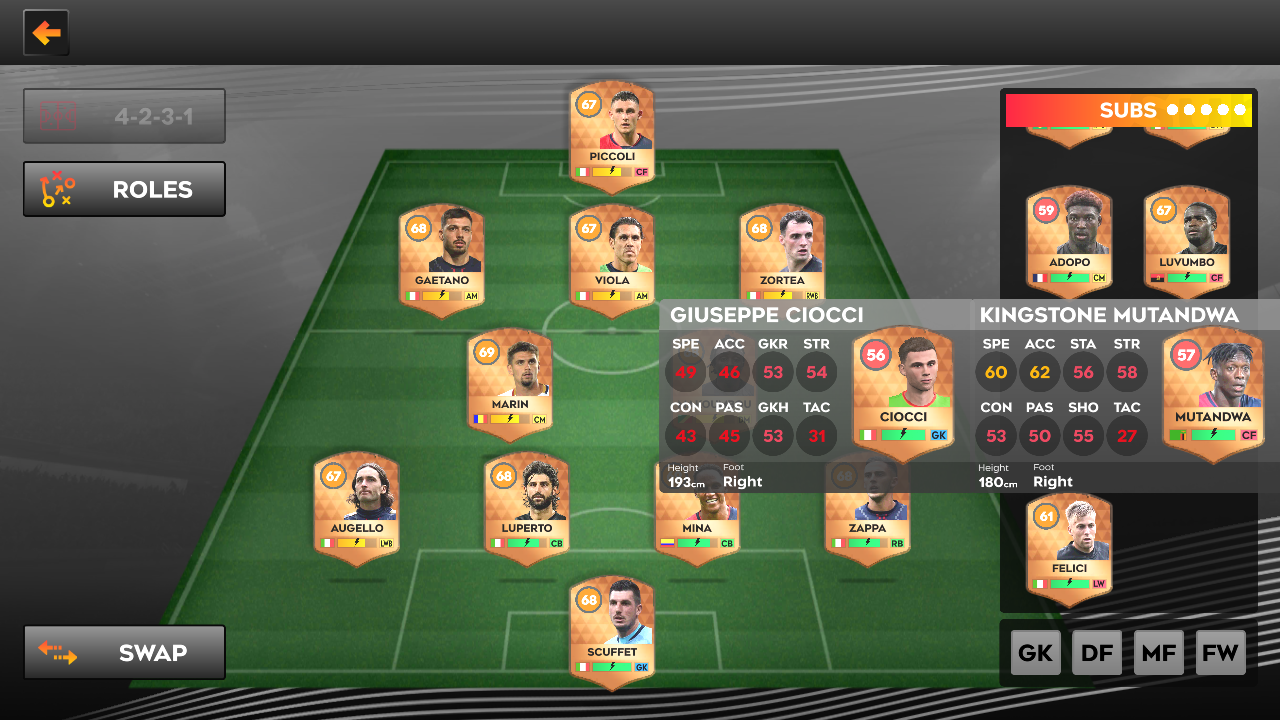 4-2-3-1
ROLES
SUBS
67
PICCOLI
CF
68
GAETANO
AM
67
VIOLA
AM
68
ZORTEA
RWB
59
ADOPO
CM
67
LUVUMBO
CF
69
MARIN
CM
GIUSEPPE CIOCCI
SPE ACC GKR STR
49 46 53 54
CON PAS GKH TAC
43 45 53 31
Height Foot
193cm Right
56
CIOCCI
GK
KINGSTONE MUTANDWA
SPE ACC STA STR
60 62 56 58
CON PAS SHO TAC
53 50 55 27
Height Foot
180cm Right
57
MUTANDWA
CF
67
AUGELLO
LWB
68
LUPERTO
CB
MINA
CB
68
ZAPPA
RB
61
FELICI
LW
68
SCUFFET
GK
SWAP
GK DF MF FW